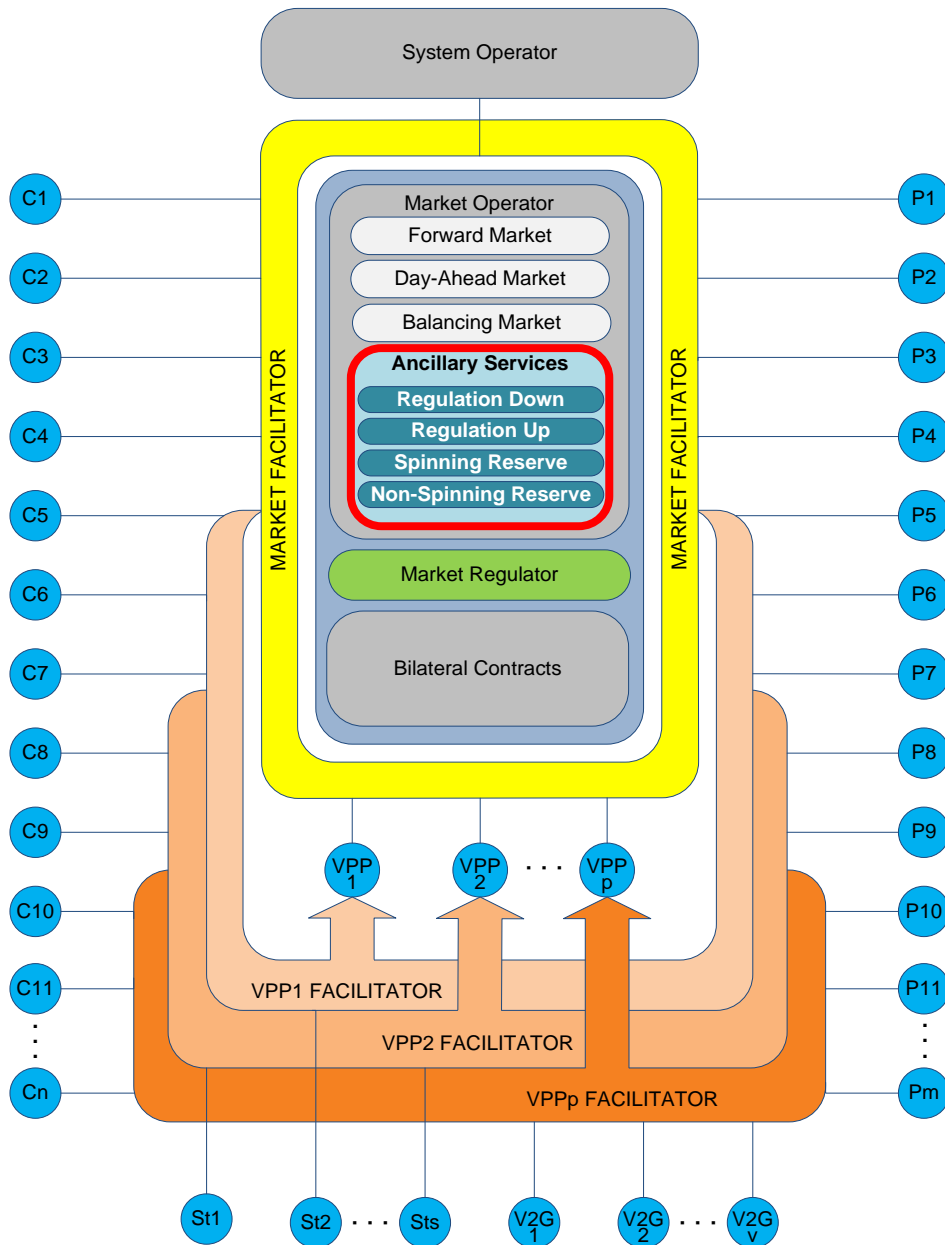 System Operator
MARKET FACILITATOR
MARKET FACILITATOR
Market Operator
Forward Market
Day-Ahead Market
Balancing Market
Ancillary Services
Regulation Down
Regulation Up
Spinning Reserve
Non-Spinning Reserve
Market Regulator
Bilateral Contracts
C1
C2
C3
C4
C5
C6
C7
C8
C9
C10
C11
Cn
P1
P2
P3
P4
P5
P6
P7
P8
P9
P10
P11
Pm
VPP
1
VPP
2
. . .
VPP
p
VPP1 FACILITATOR
VPP2 FACILITATOR
VPPp FACILITATOR
St1
St2
. . .
Sts
V2G
1
V2G
2
. . .
V2G
v